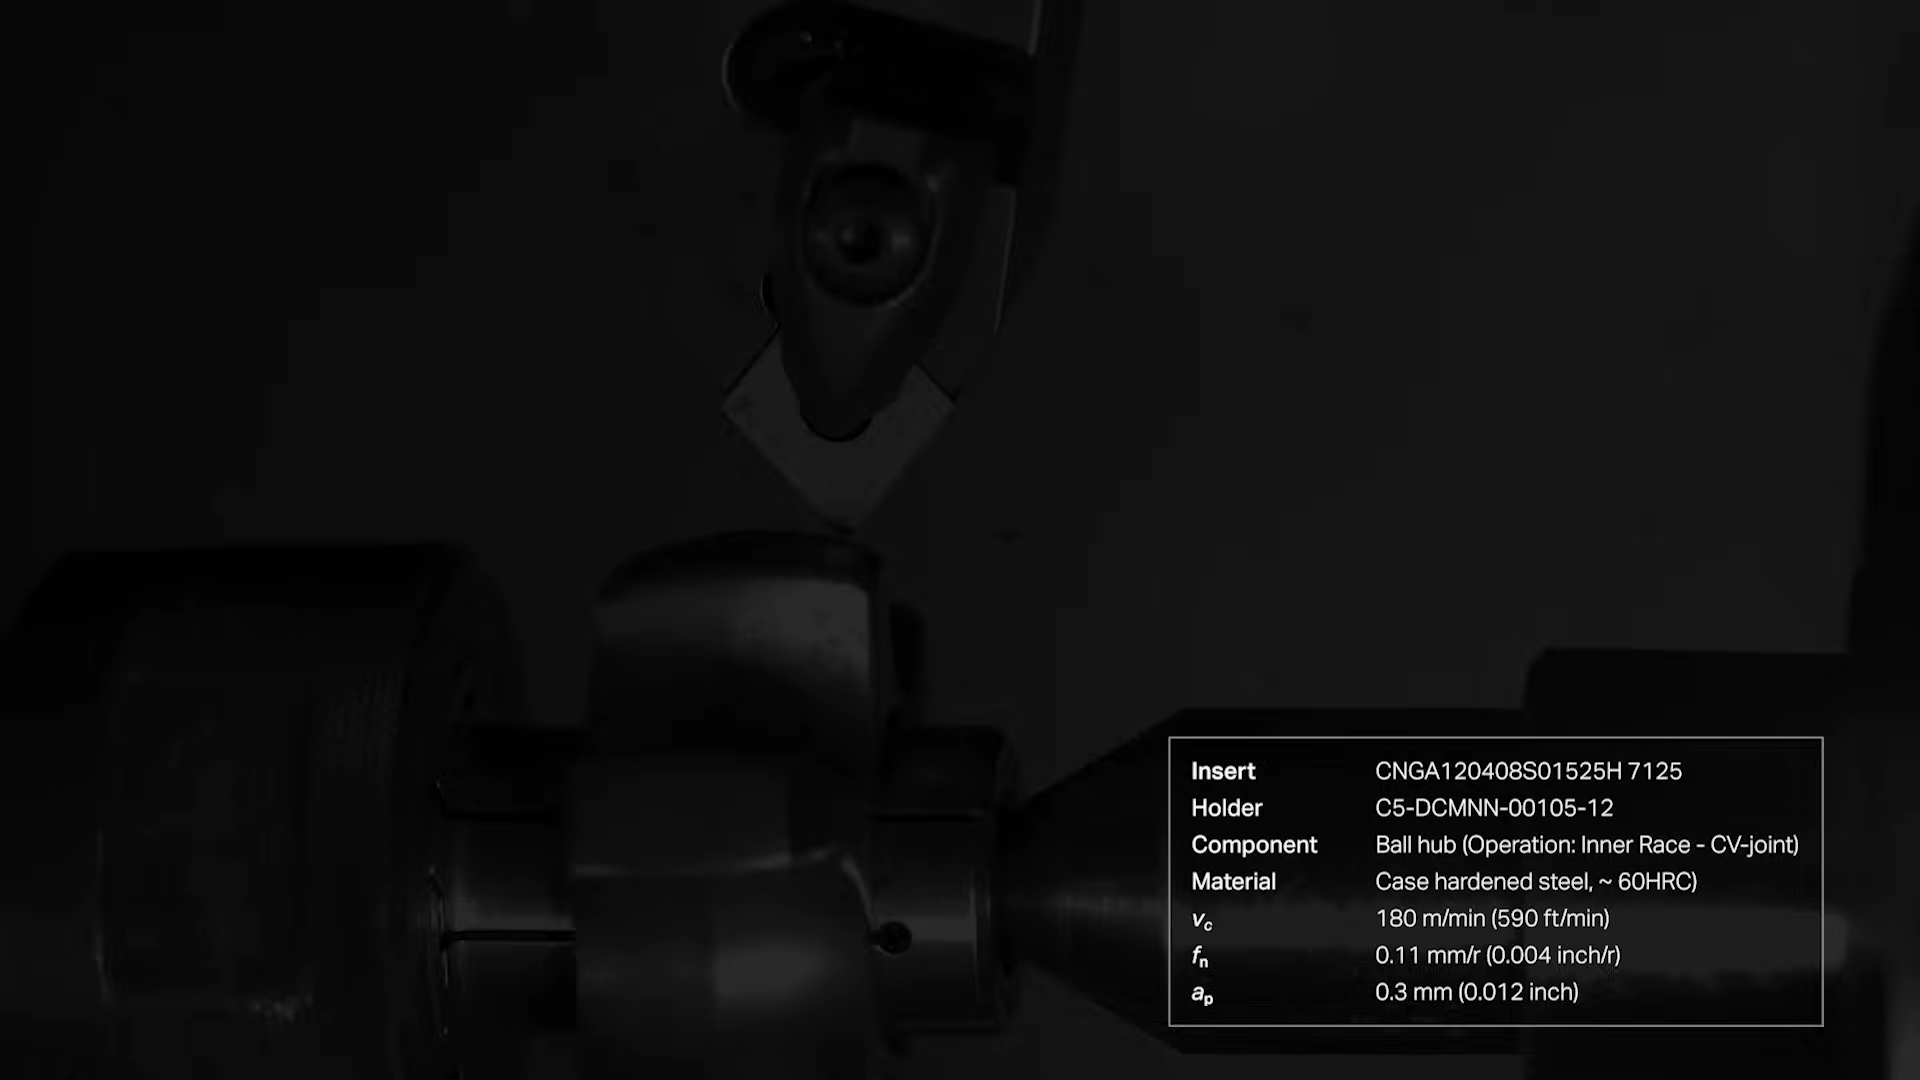 Insert CNGA120408S01525H 7125
Holder C5-DCMNN-00105-12
Component Ball hub (Operation: Inner Race - CV-joint)
Material Case hardened steel, ~ 60HRC)
vc 180 m/min (590 ft/min)
fn 0.11 mm/r (0.004 inch/r)
ap 0.3 mm (0.012 inch)